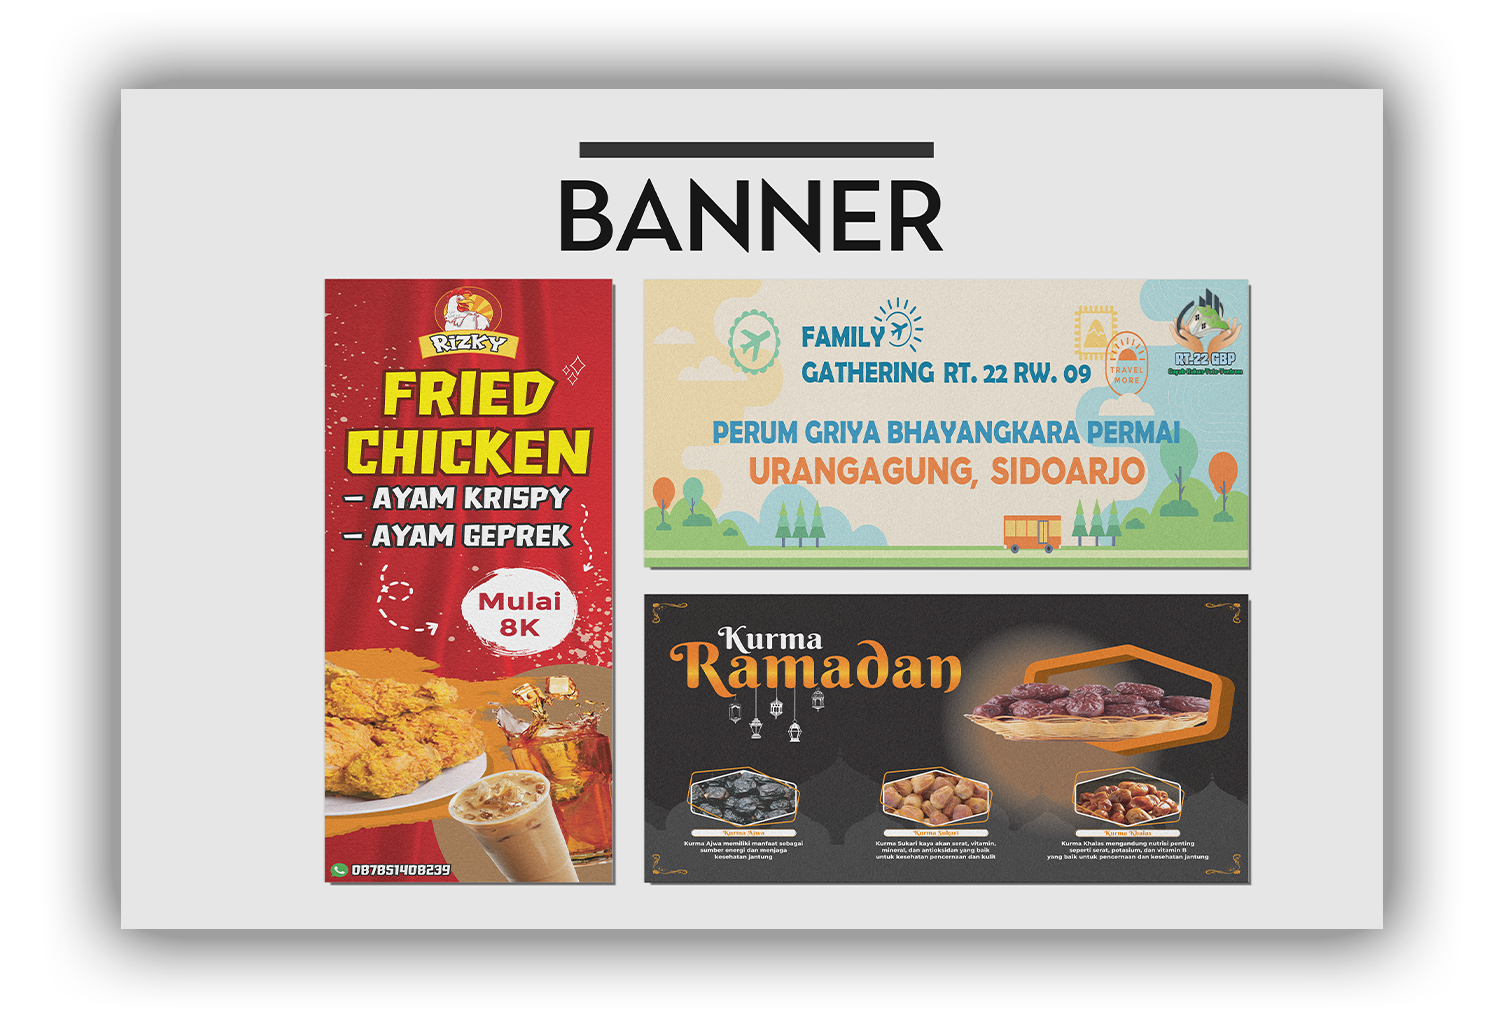 BANNER
RIZKY
FRIED
CHICKEN
– AYAM KRISPY
– AYAM GEPREK
Mulai
8K
087851408239
FAMILY
GATHERING RT. 22 RW. 09
TRAVEL
MORE
RT.22 GBP
PERUM GRIYA BHAYANGKARA PERMAI
URANGAGUNG, SIDOARJO
Kurma
Ramadan
Kurma Ajwa
Kurma Ajwa memiliki manfaat sebagai
sumber energi dan menjaga
kesehatan jantung
Kurma Sukari
Kurma Sukari kaya akan serat, vitamin,
mineral, dan antioksidan yang baik
untuk kesehatan pencernaan dan kulit
Kurma Khalas
Kurma Khalas mengandung nutrisi penting
seperti serat, potasium, dan vitamin B
yang baik untuk pencernaan dan kesehatan jantung